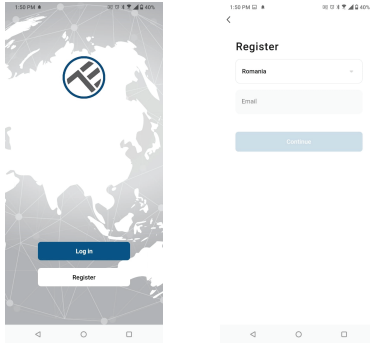 1:50 PM
40%
Log in
Register
1:50 PM
40%
Register
Romania
Email
Continue